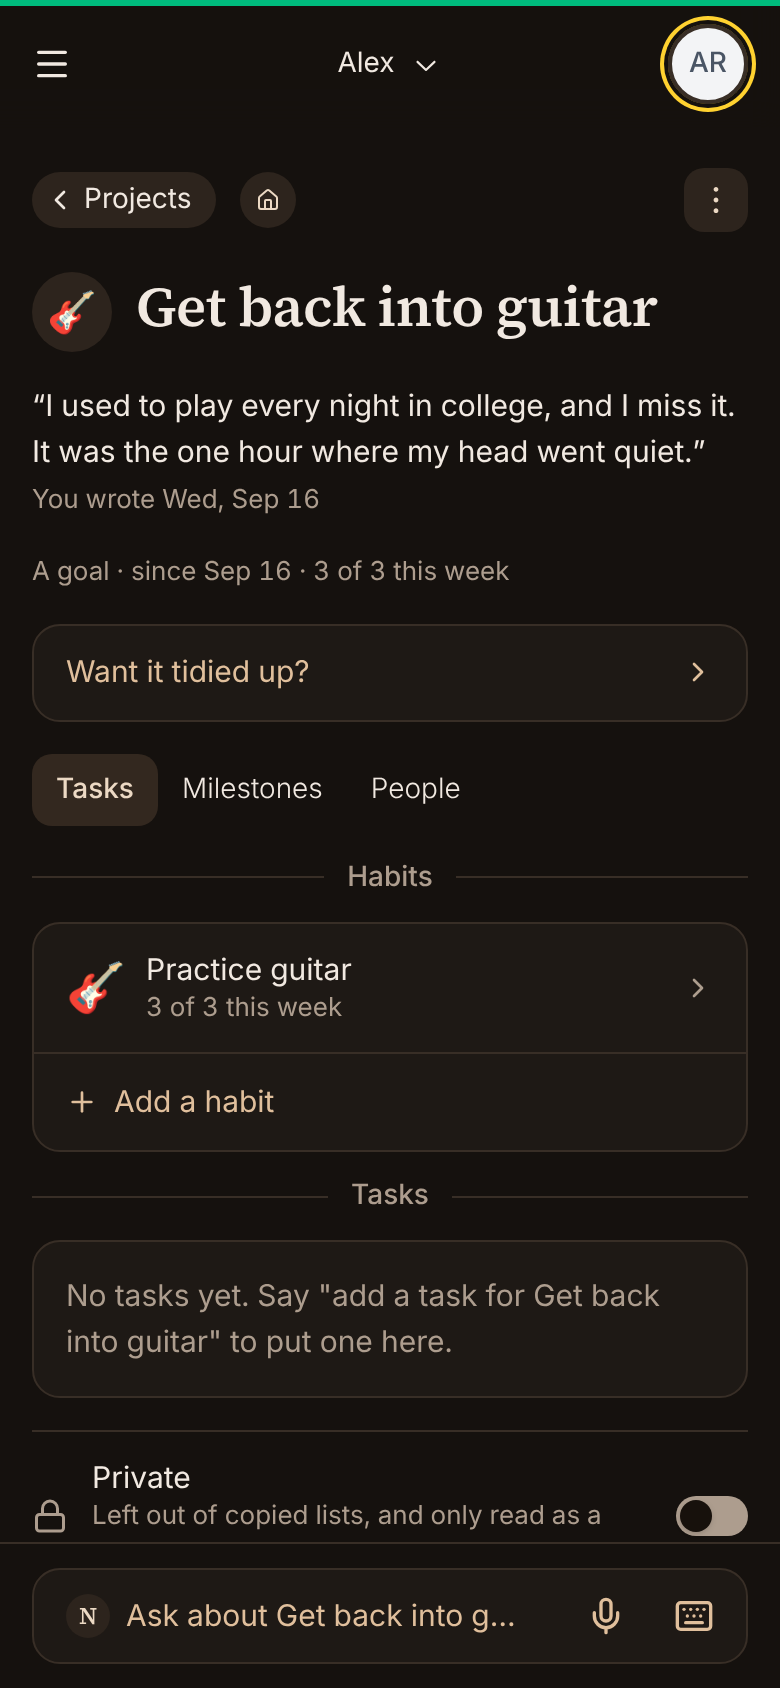 Alex
AR
Projects
Get back into guitar
“I used to play every night in college, and I miss it.
It was the one hour where my head went quiet.”
You wrote Wed, Sep 16
A goal · since Sep 16 · 3 of 3 this week
Want it tidied up?
Tasks Milestones People
Habits
Practice guitar
3 of 3 this week
Add a habit
Tasks
No tasks yet. Say "add a task for Get back
into guitar" to put one here.
Private
Left out of copied lists, and only read as a
N Ask about Get back into g...